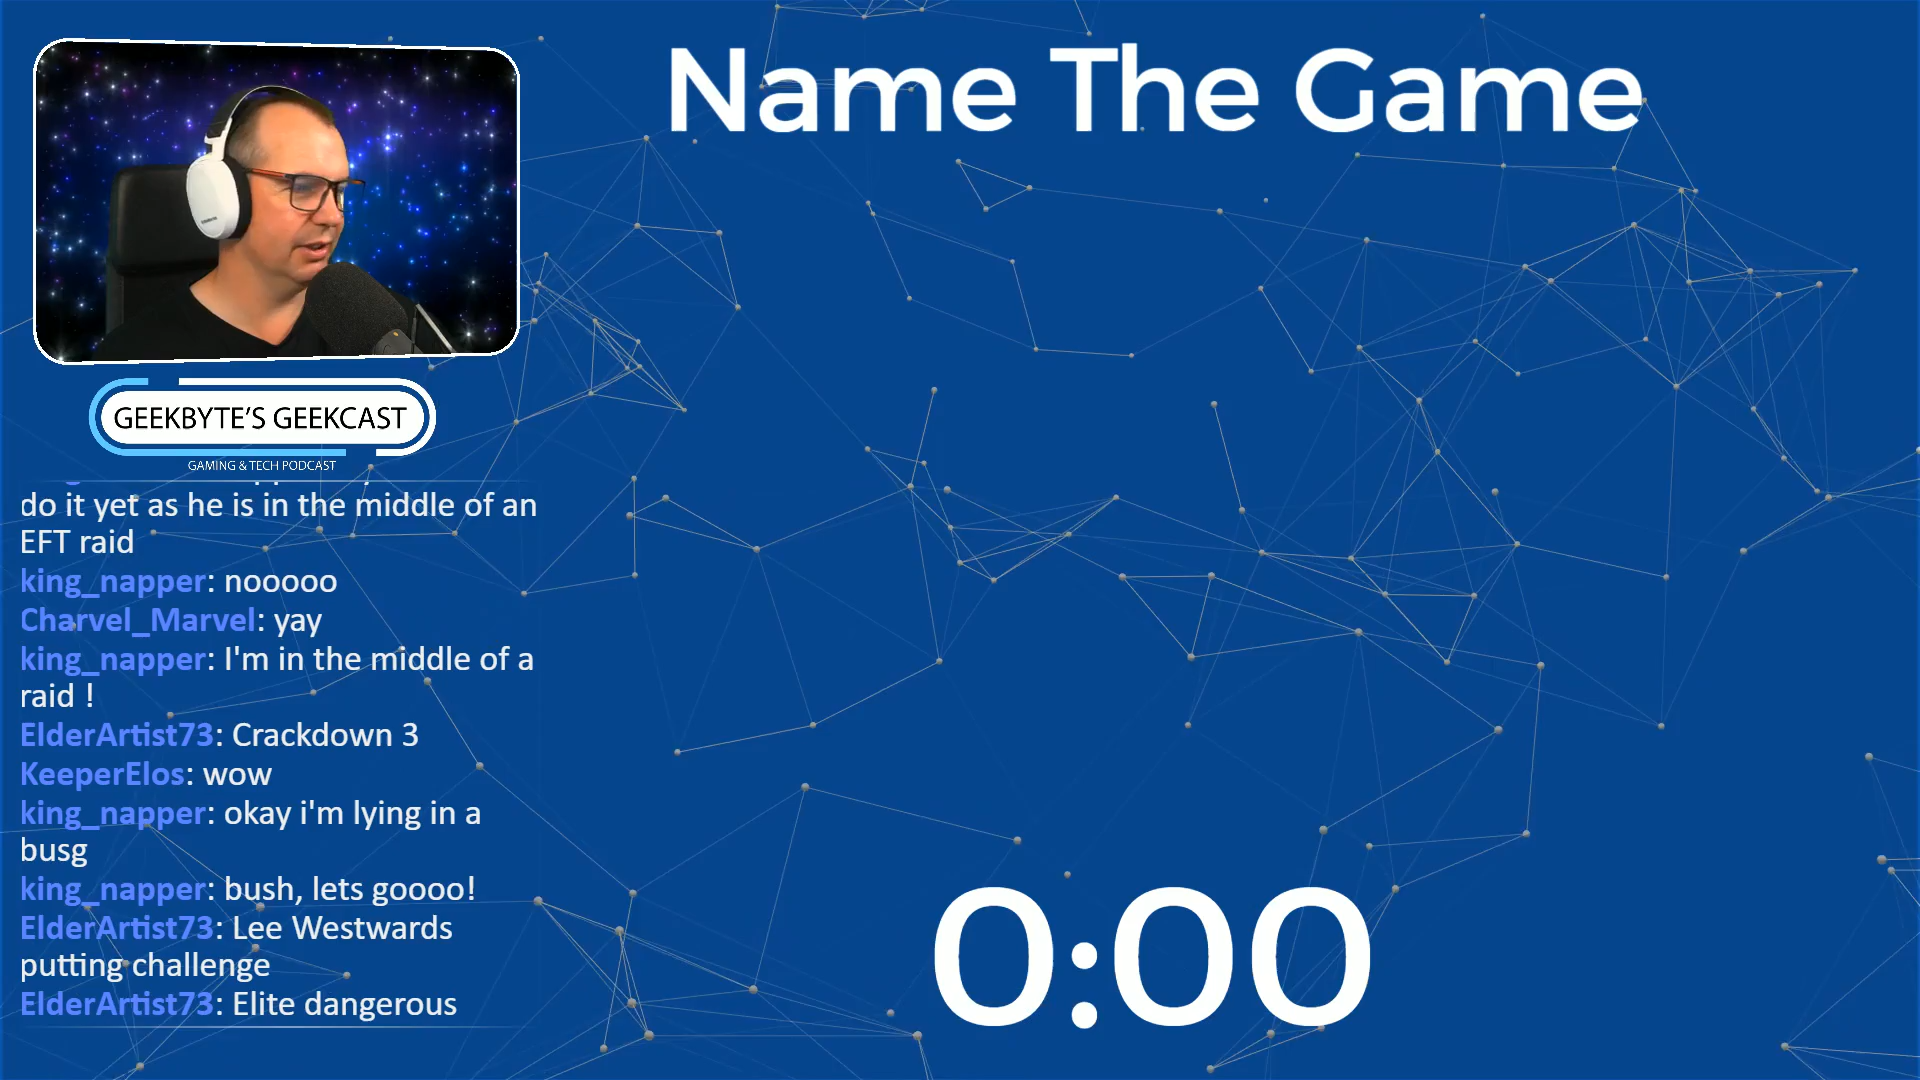 Name The Game
GEEKBYTE'S GEEKCAST
GAMING & TECH PODCAST
do it yet as he is in the middle of an
EFT raid
king_napper: nooooo
Charvel_Marvel: yay
king_napper: I'm in the middle of a
raid !
ElderArtist73: Crackdown 3
KeeperElos: wow
king_napper: okay i'm lying in a
busg
king_napper: bush, lets goooo!
ElderArtist73: Lee Westwards
putting challenge
ElderArtist73: Elite dangerous
0:00